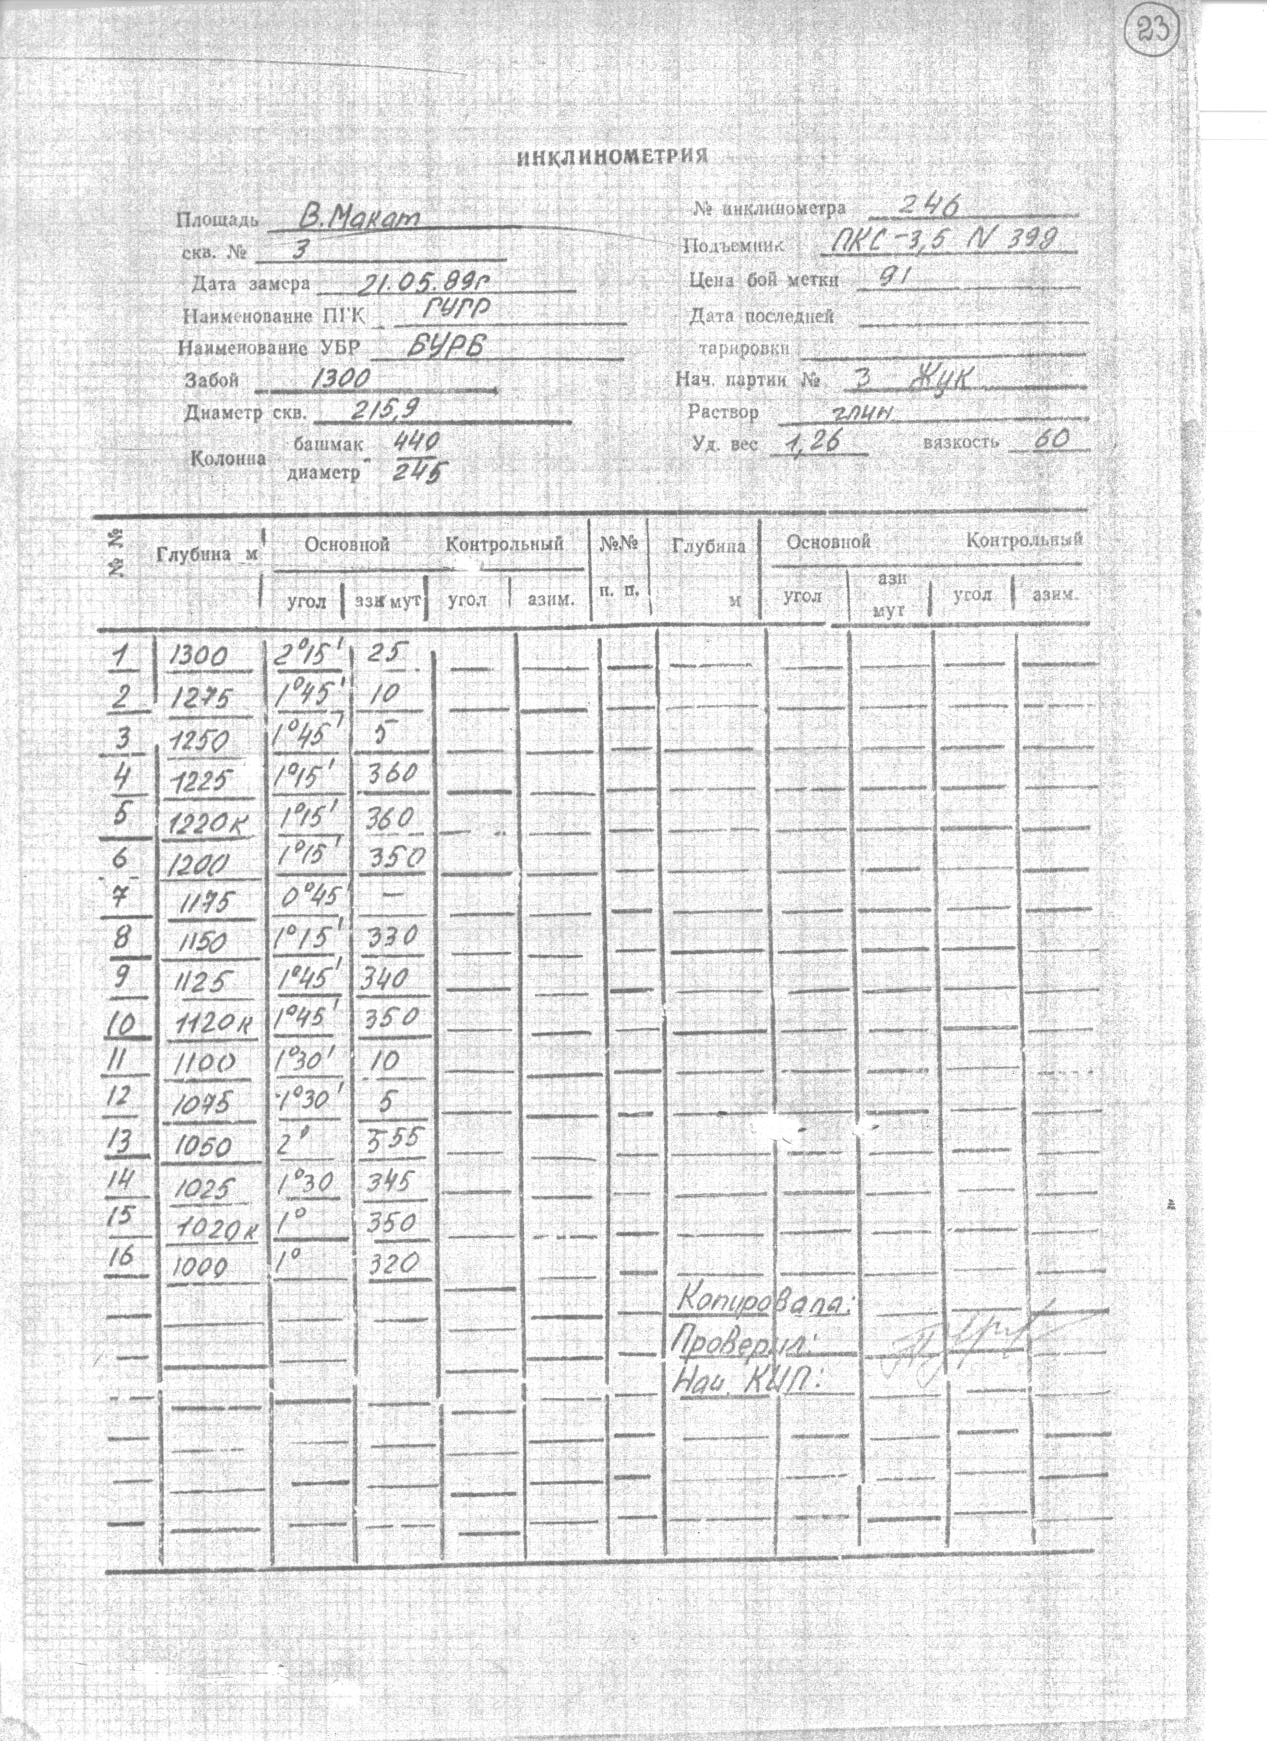 23
ИНКЛИНОМЕТРИЯ
Площадь В.Макат
скв. № 3
Дата замера 21.05.89г
Наименование ПГК ГУГР
Наименование УБР БУРБ
Забой 1300
Диаметр скв. 215,9
Колонна башмак 440
диаметр 245
№ инклинометра 246
Подъемник ПКС-3,5 N 399
Цена бой метки 91
Дата последней
тарировки
Нач. партии № 3 Жук
Раствор глин.
Уд. вес 1,26 вязкость 60
№ № Глубина м Основной Контрольный №№ п. п. Глубина м Основной Контрольный
угол азимут угол азим. угол ази мут угол азим.
1 1300 2°15' 25
2 1275 1°45' 10
3 1250 1°45' 5
4 1225 1°15' 360
5 1220к 1°15' 360
6 1200 1°15' 350
7 1175 0°45' —
8 1150 1°15' 330
9 1125 1°45' 340
10 1120к 1°45' 350
11 1100 1°30' 10
12 1075 1°30' 5
13 1050 2' 355
14 1025 1°30 345
15 1020к 1° 350
16 1000 1° 320
Копировала:
Проверил:
Нач. КИП: